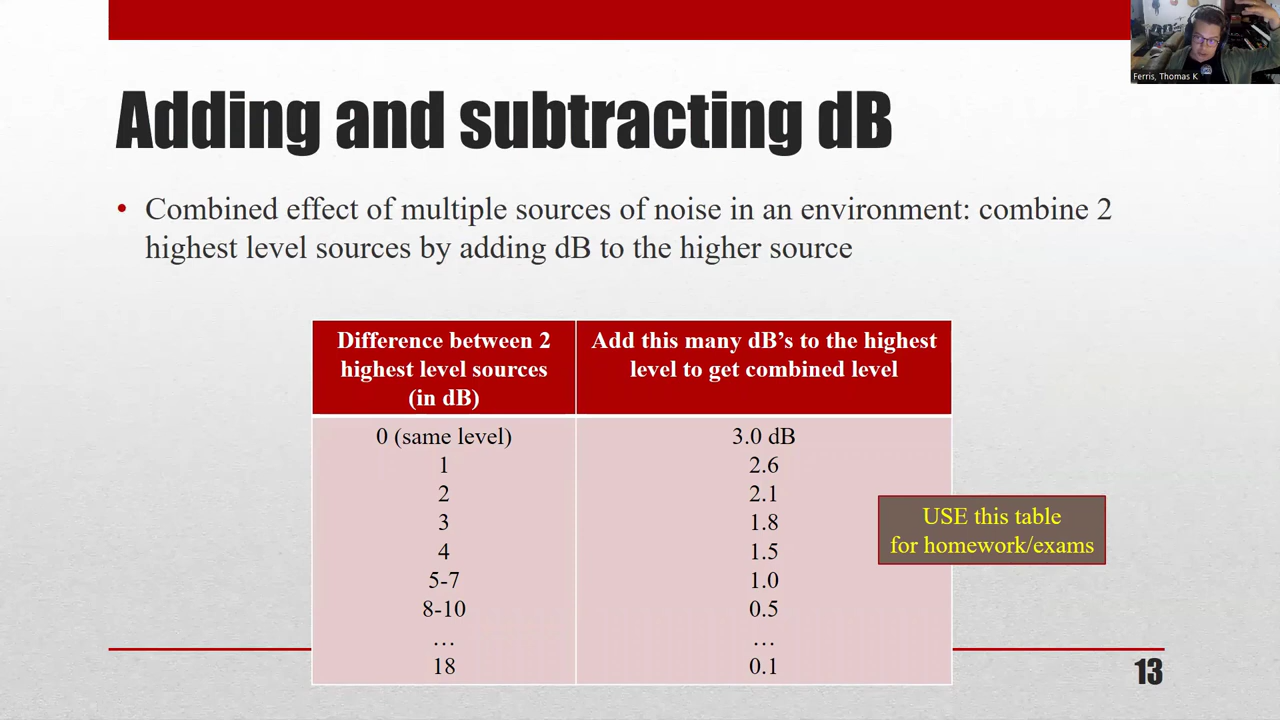 Ferris, Thomas K
Adding and subtracting dB
• Combined effect of multiple sources of noise in an environment: combine 2
highest level sources by adding dB to the higher source
Difference between 2
highest level sources
(in dB)
Add this many dB's to the highest
level to get combined level
0 (same level) 3.0 dB
1 2.6
2 2.1
3 1.8
4 1.5
5-7 1.0
8-10 0.5
… …
18 0.1
USE this table
for homework/exams
13